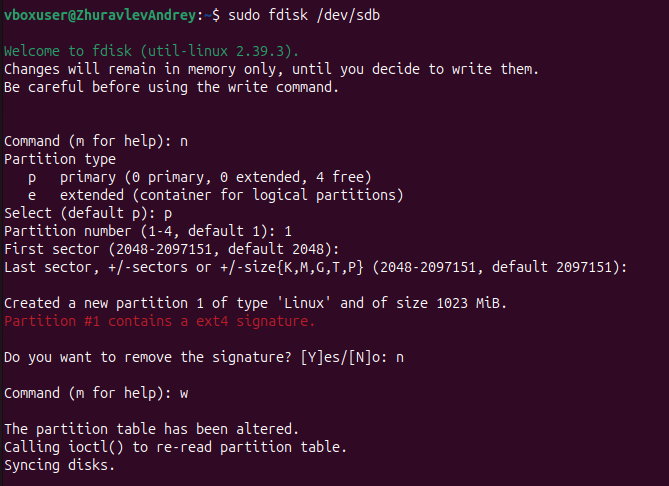 vboxuser@ZhuravlevAndrey:~$ sudo fdisk /dev/sdb
Welcome to fdisk (util-linux 2.39.3).
Changes will remain in memory only, until you decide to write them.
Be careful before using the write command.
Command (m for help): n
Partition type
p   primary (0 primary, 0 extended, 4 free)
e   extended (container for logical partitions)
Select (default p): p
Partition number (1-4, default 1): 1
First sector (2048-2097151, default 2048):
Last sector, +/-sectors or +/-size{K,M,G,T,P} (2048-2097151, default 2097151):
Created a new partition 1 of type 'Linux' and of size 1023 MiB.
Partition #1 contains a ext4 signature.
Do you want to remove the signature? [Y]es/[N]o: n
Command (m for help): w
The partition table has been altered.
Calling ioctl() to re-read partition table.
Syncing disks.